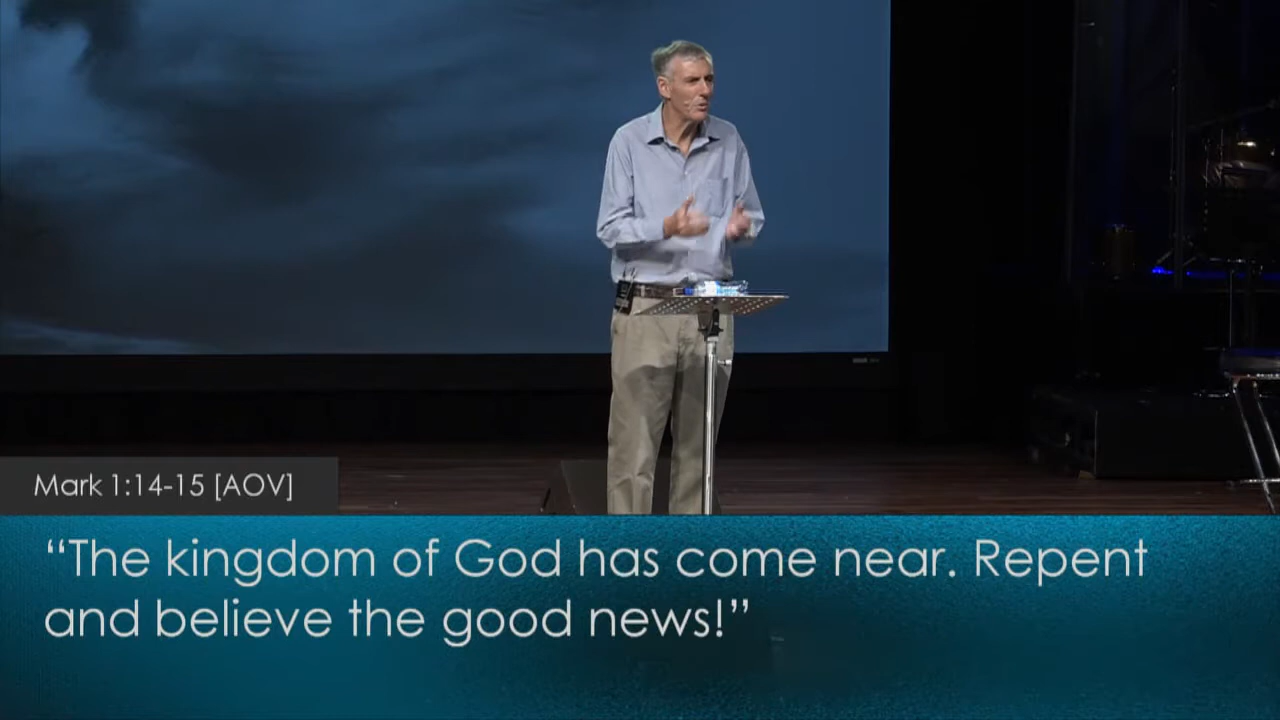 Mark 1:14-15 [AOV]
“The kingdom of God has come near. Repent
and believe the good news!”